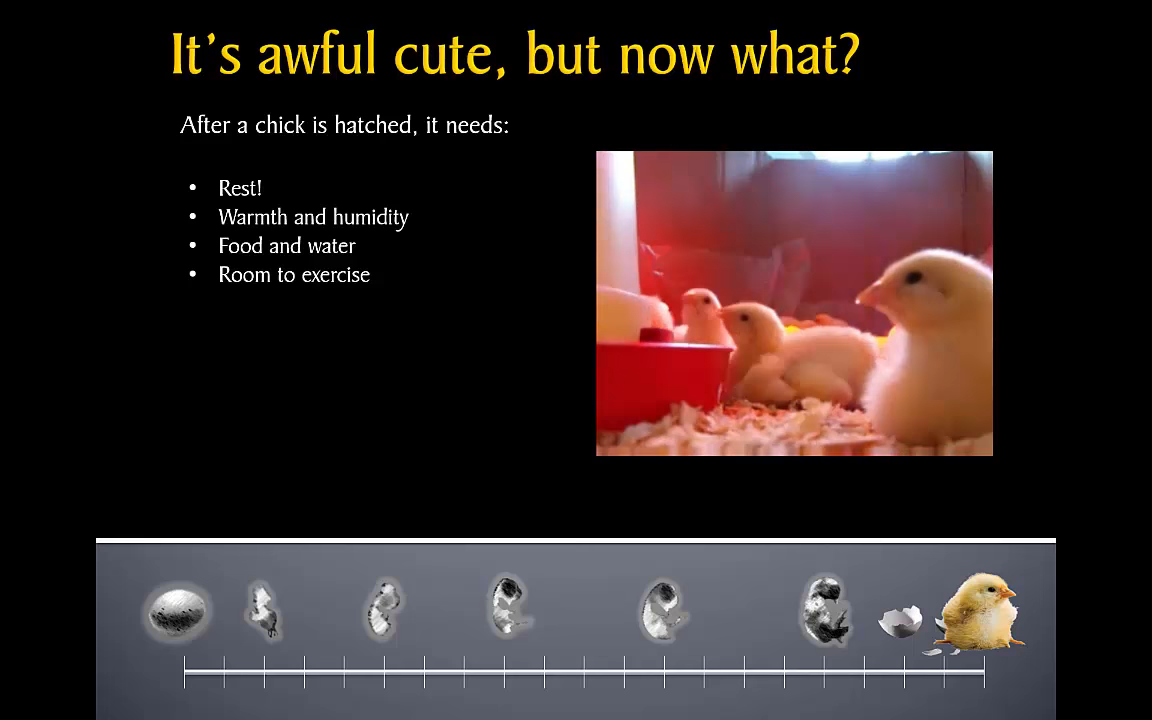 It's awful cute, but now what?
After a chick is hatched, it needs:
• Rest!
• Warmth and humidity
• Food and water
• Room to exercise